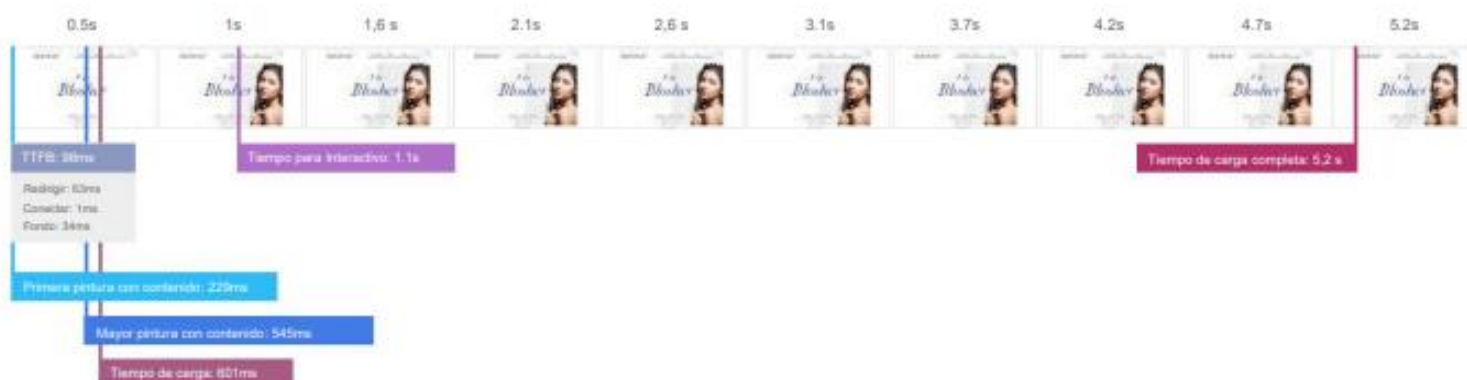 0.5s 1s 1,6 s 2.1s 2,6 s 3.1s 3.7s 4.2s 4.7s 5.2s
TTFB: 98ms
Redirigir: 63ms
Conectar: 1ms
Fondo: 34ms
Tiempo para Interactivo: 1.1s
Tiempo de carga completa: 5,2 s
Primera pintura con contenido: 229ms
Mayor pintura con contenido: 545ms
Tiempo de carga: 601ms